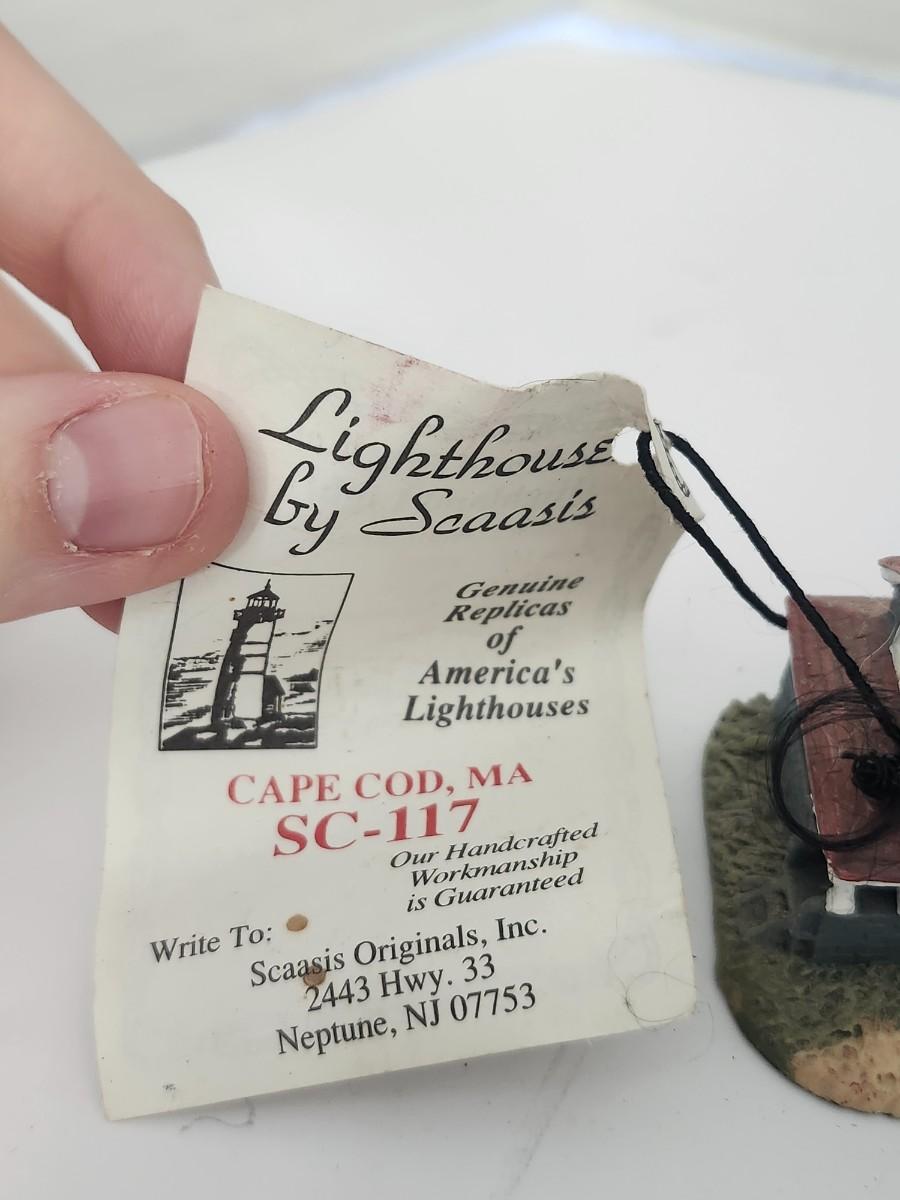 Lighthouse
by Scaasis
Genuine
Replicas
of
America's
Lighthouses
CAPE COD, MA
SC-117
Our Handcrafted
Workmanship
is Guaranteed
Write To:
Scaasis Originals, Inc.
2443 Hwy. 33
Neptune, NJ 07753